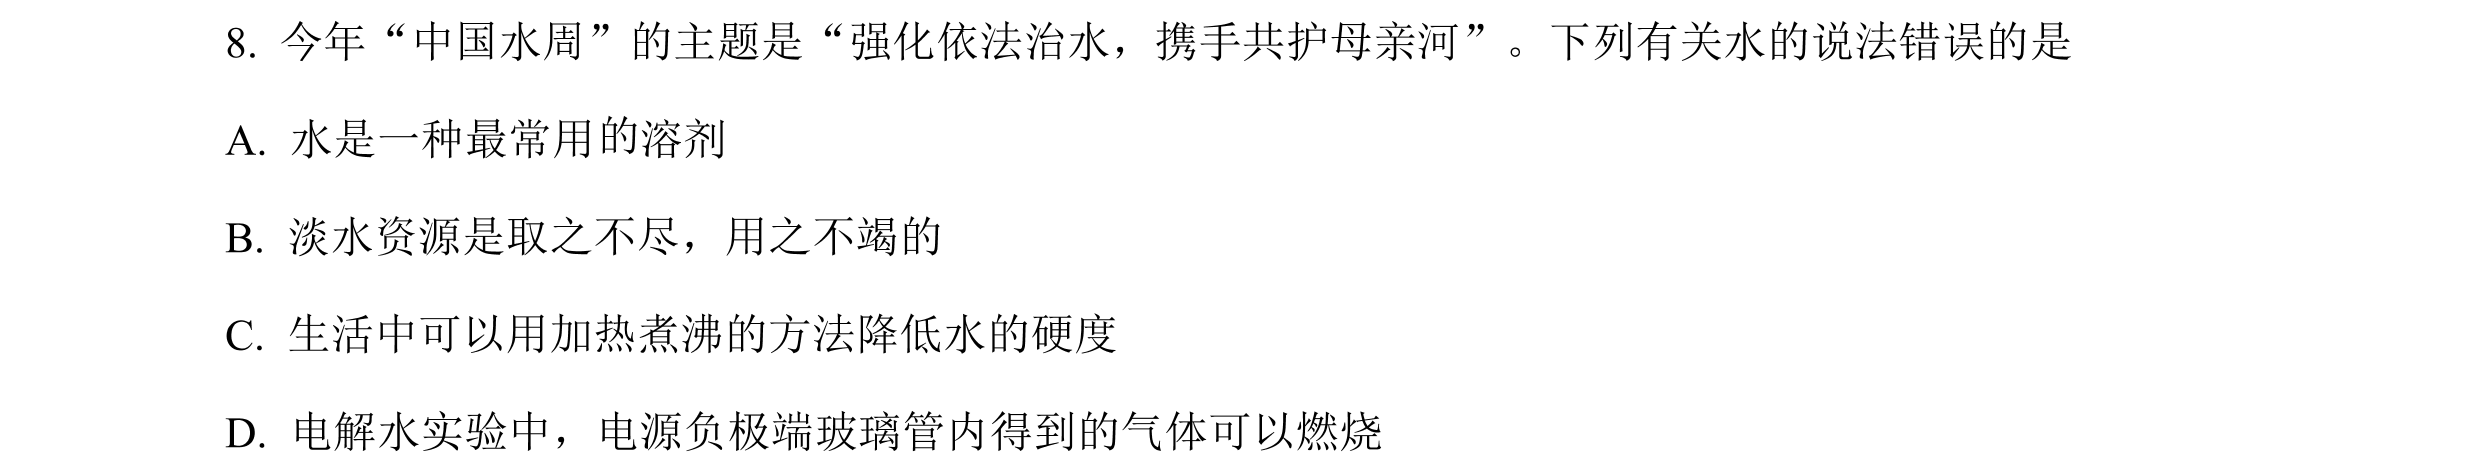 8. 今年“中国水周”的主题是“强化依法治水，携手共护母亲河”。下列有关水的说法错误的是
A. 水是一种最常用的溶剂
B. 淡水资源是取之不尽，用之不竭的
C. 生活中可以用加热煮沸的方法降低水的硬度
D. 电解水实验中，电源负极端玻璃管内得到的气体可以燃烧